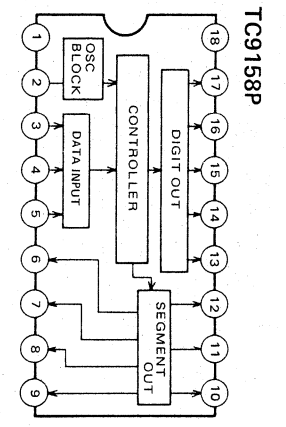 TC9158P
18 17 16 15 14 13 12 11 10
DIGIT OUT
CONTROLLER
OSC BLOCK
DATA INPUT
SEGMENT OUT
1 2 3 4 5 6 7 8 9